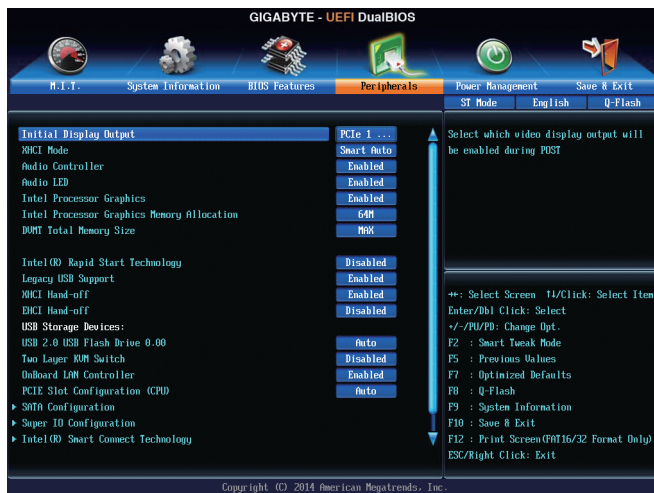 GIGABYTE - UEFI DualBIOS
M.I.T. System Information BIOS Features Peripherals Power Management Save & Exit
ST Mode English Q-Flash
Initial Display Output PCIe 1 ...
XHCI Mode Smart Auto
Audio Controller Enabled
Audio LED Enabled
Intel Processor Graphics Enabled
Intel Processor Graphics Memory Allocation 64M
DVMT Total Memory Size MAX
Intel(R) Rapid Start Technology Disabled
Legacy USB Support Enabled
XHCI Hand-off Enabled
EHCI Hand-off Disabled
USB Storage Devices:
USB 2.0 USB Flash Drive 0.00 Auto
Two Layer KVM Switch Disabled
OnBoard LAN Controller Enabled
PCIE Slot Configuration (CPU) Auto
SATA Configuration
Super IO Configuration
Intel(R) Smart Connect Technology
Select which video display output will
be enabled during POST
↔: Select Screen ↑↓/Click: Select Item
Enter/Dbl Click: Select
+/-/PU/PD: Change Opt.
F2 : Smart Tweak Mode
F5 : Previous Values
F7 : Optimized Defaults
F8 : Q-Flash
F9 : System Information
F10 : Save & Exit
F12 : Print Screen(FAT16/32 Format Only)
ESC/Right Click: Exit
Copyright (C) 2014 American Megatrends, Inc.